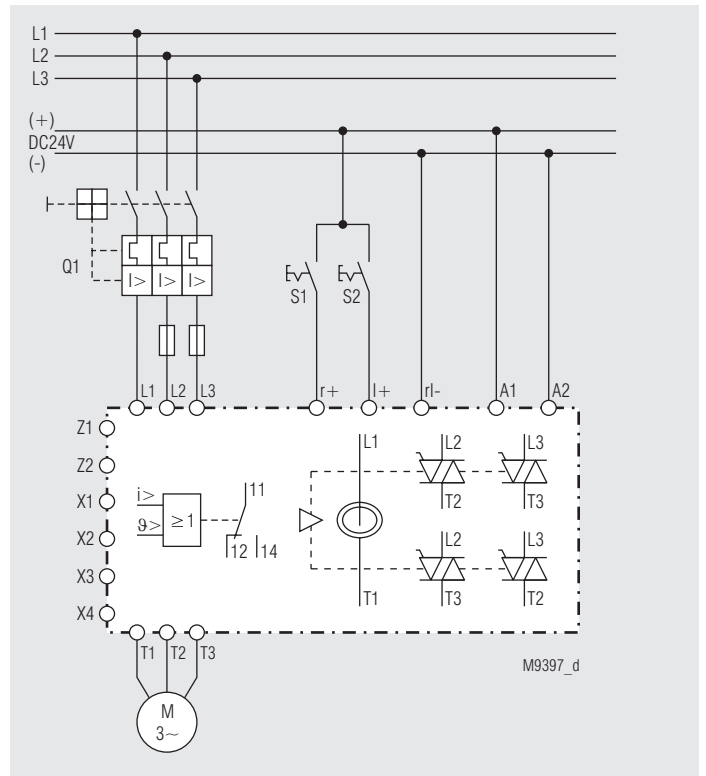 L1
L2
L3
(+)
DC24V
(-)
Q1
I> I> I>
S1 S2
L1 L2 L3 r+ l+ rl- A1 A2
Z1
Z2
X1
X2
X3
X4
i>
ϑ>
≥1
11
12 14
L1 L2 L3
T2 T3
L2 L3
T1 T3 T2
T1 T2 T3
M9397_d
M
3~